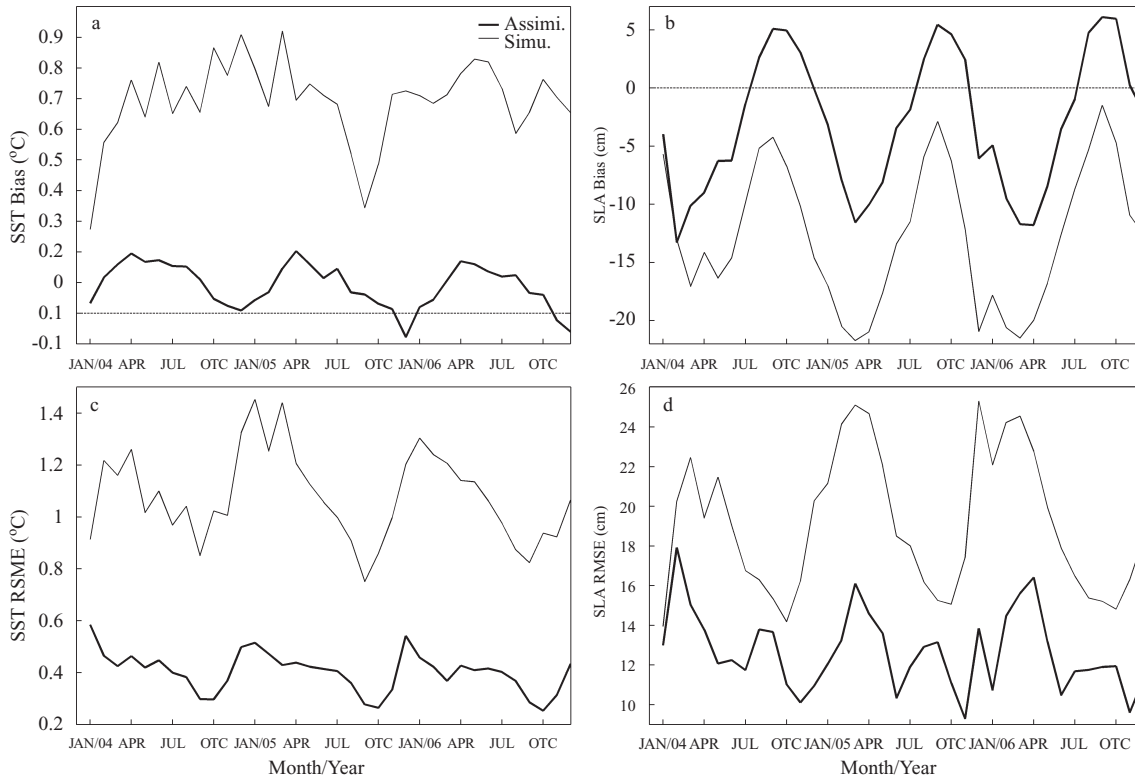 a
Assimi.
Simu.
SST Bias (°C)
0.9
0.8
0.7
0.6
0.5
0.4
0.3
0.2
0
0.1
-0.1
JAN/04 APR JUL OTC JAN/05 APR JUL OTC JAN/06 APR JUL OTC
b
SLA Bias (cm)
5
0
-5
-10
-15
-20
JAN/04 APR JUL OTC JAN/05 APR JUL OTC JAN/06 APR JUL OTC
c
SST RSME (°C)
1.4
1.2
1
0.8
0.6
0.4
0.2
JAN/04 APR JUL OTC JAN/05 APR JUL OTC JAN/06 APR JUL OTC
Month/Year
d
SLA RMSE (cm)
26
24
22
20
18
16
14
12
10
JAN/04 APR JUL OTC JAN/05 APR JUL OTC JAN/06 APR JUL OTC
Month/Year